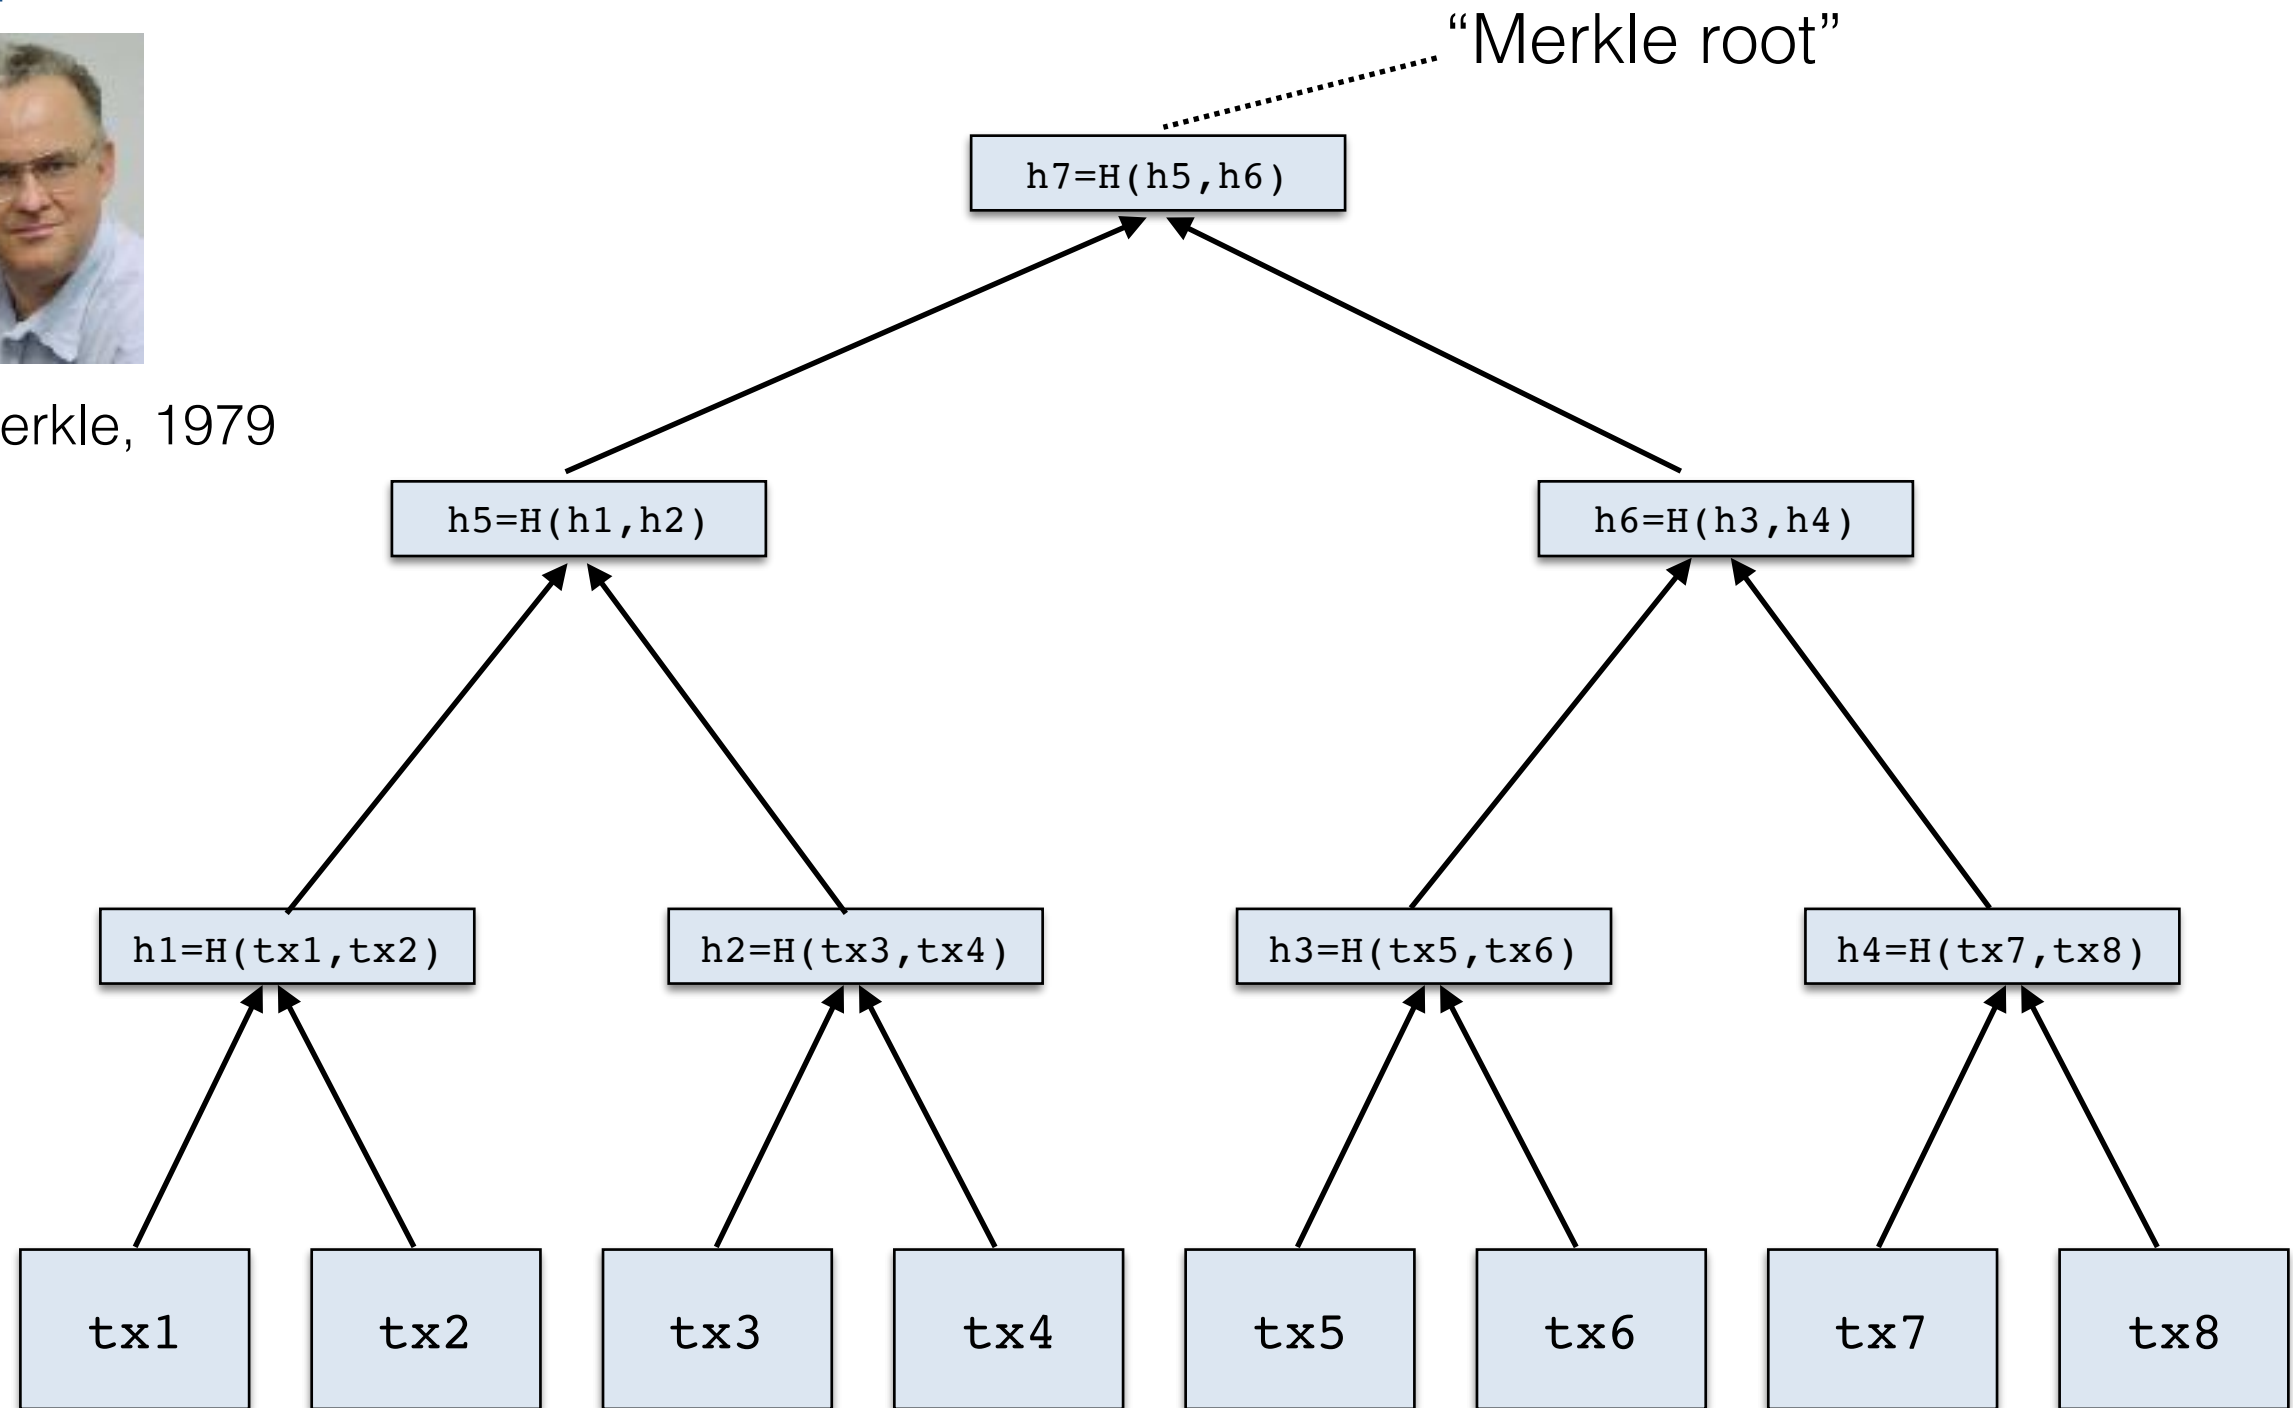 “Merkle root”
h7=H(h5,h6)
erkle, 1979
h5=H(h1,h2) h6=H(h3,h4)
h1=H(tx1,tx2) h2=H(tx3,tx4) h3=H(tx5,tx6) h4=H(tx7,tx8)
tx1 tx2 tx3 tx4 tx5 tx6 tx7 tx8